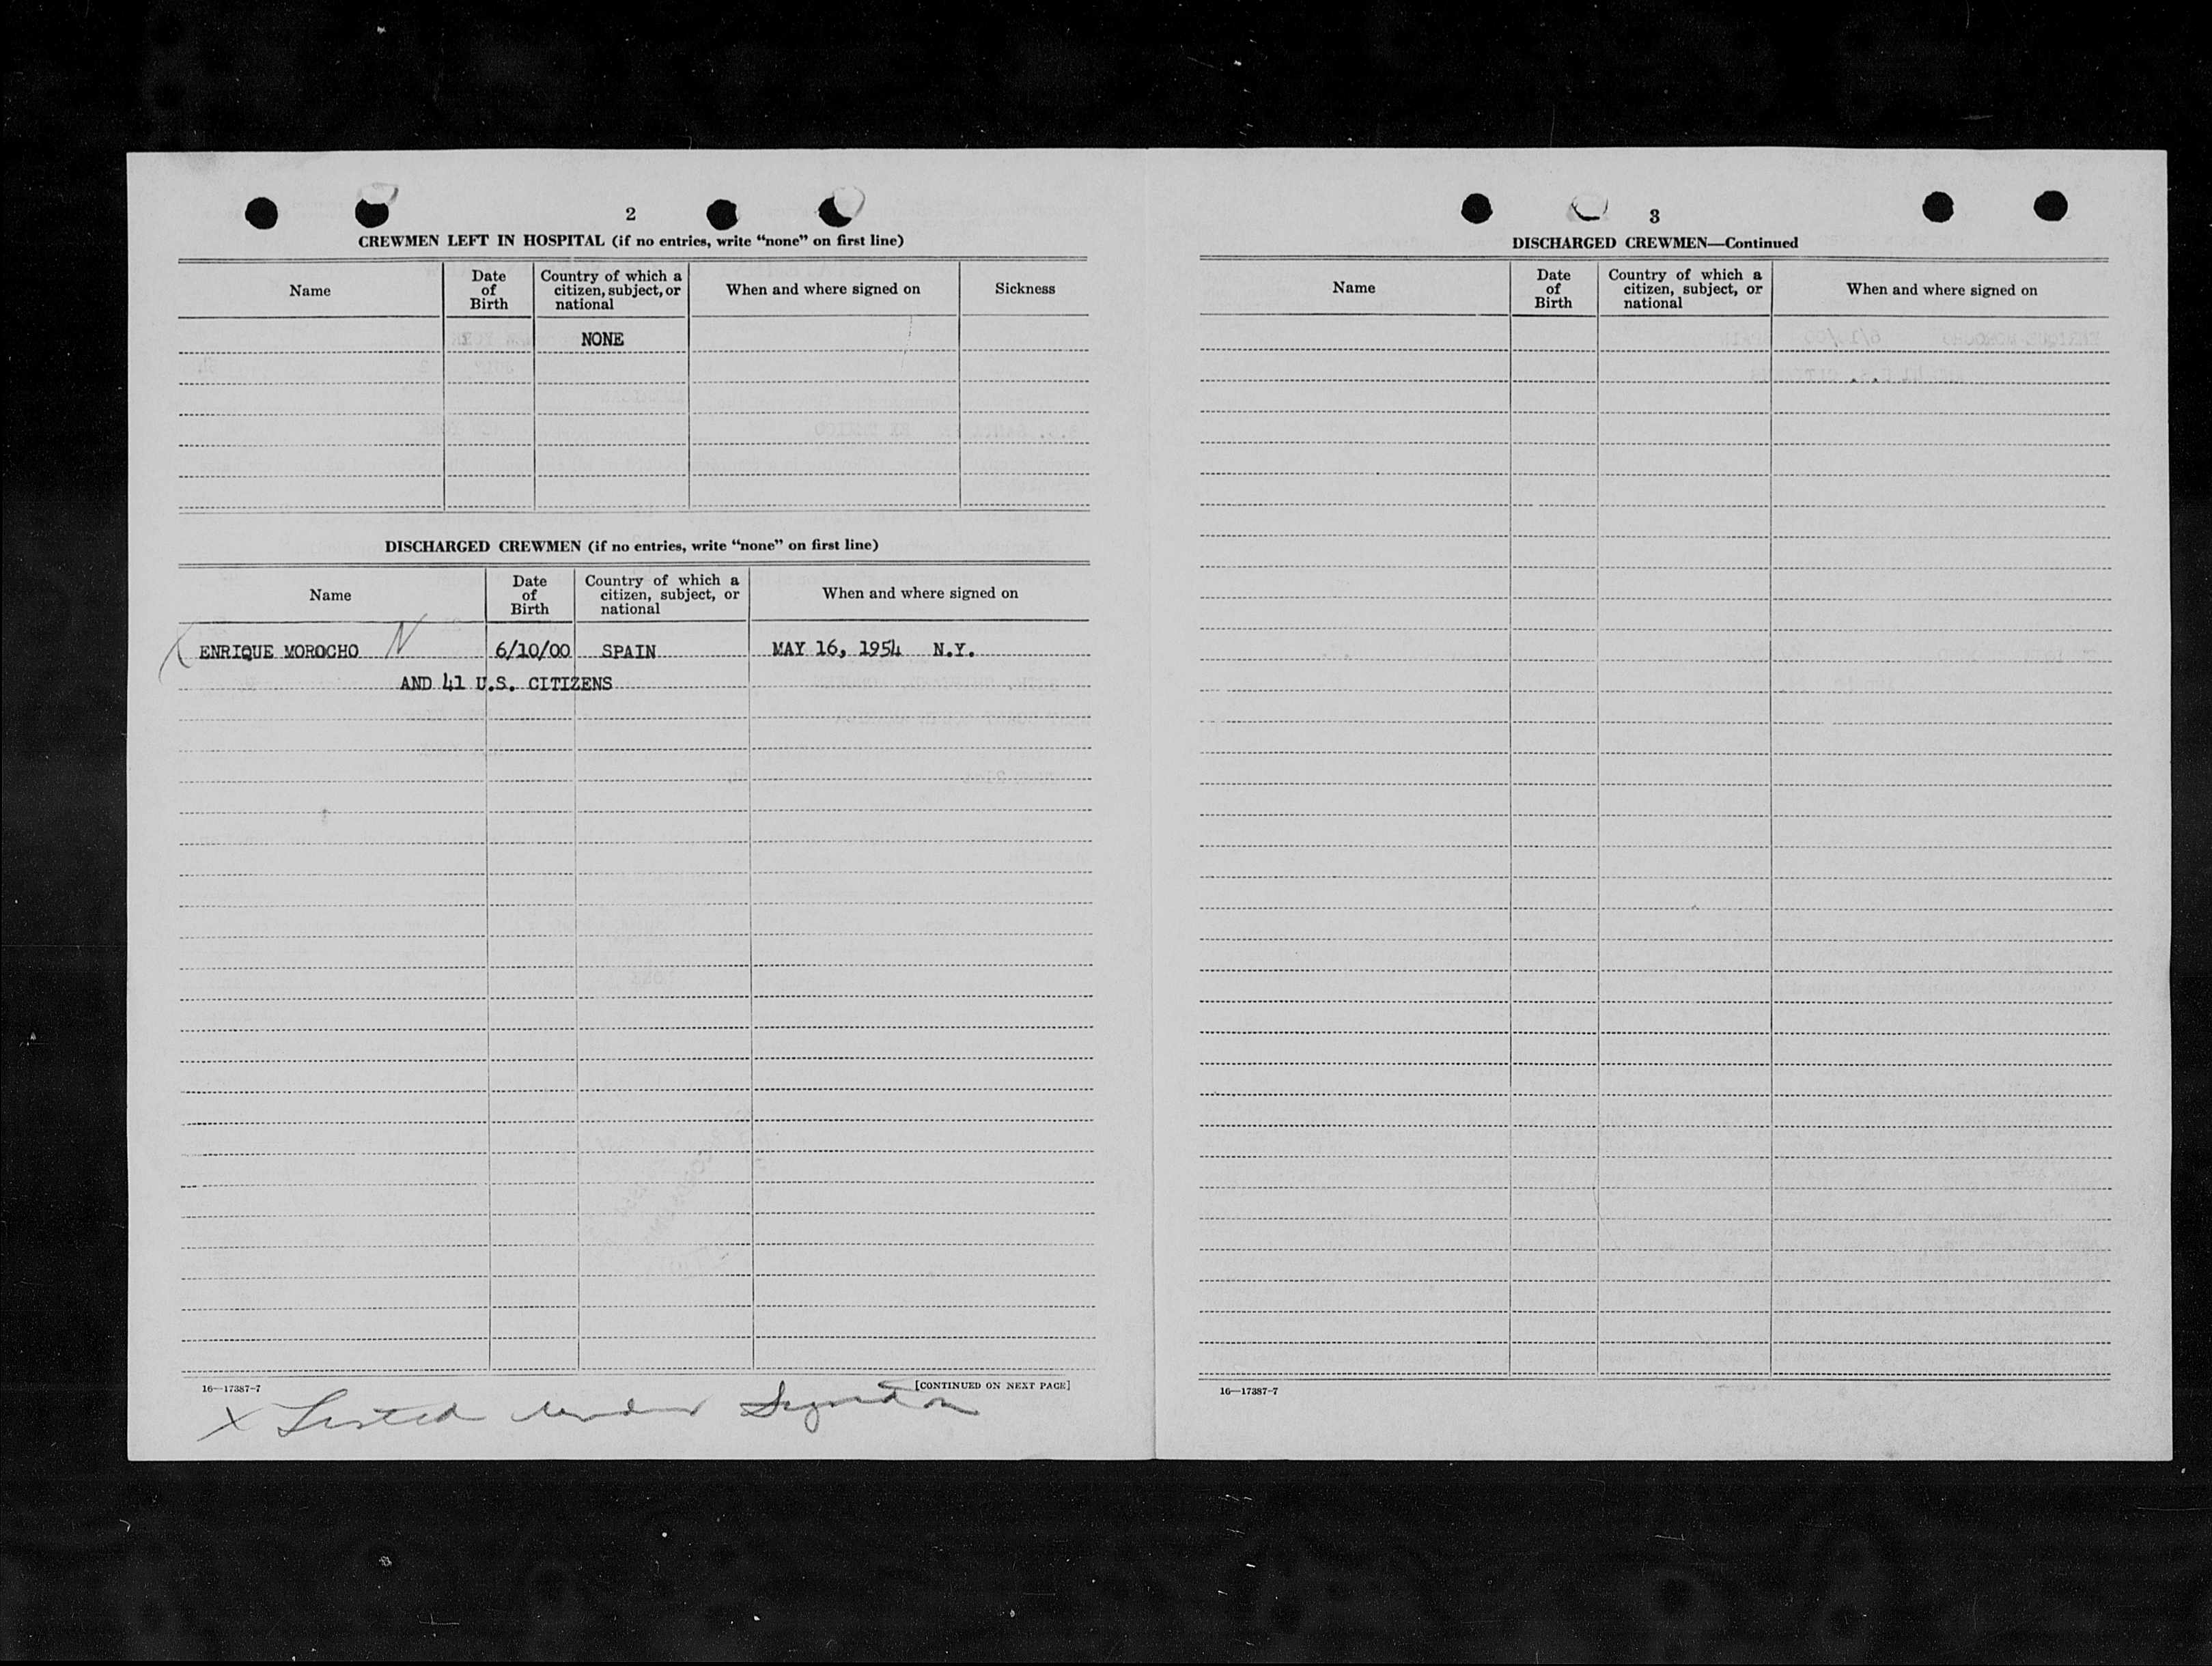 2
CREWMEN LEFT IN HOSPITAL (if no entries, write “none” on first line)
Name
Date of Birth
Country of which a citizen, subject, or national
When and where signed on
Sickness
NONE
DISCHARGED CREWMEN (if no entries, write “none” on first line)
Name
Date of Birth
Country of which a citizen, subject, or national
When and where signed on
X ENRIQUE MOROCHO N 6/10/00 SPAIN MAY 16, 1954 N.Y.
AND 41 U.S. CITIZENS
16—17387-7
[CONTINUED ON NEXT PAGE]
X Listed under Signed on
3
DISCHARGED CREWMEN—Continued
Name
Date of Birth
Country of which a citizen, subject, or national
When and where signed on
16—17387-7